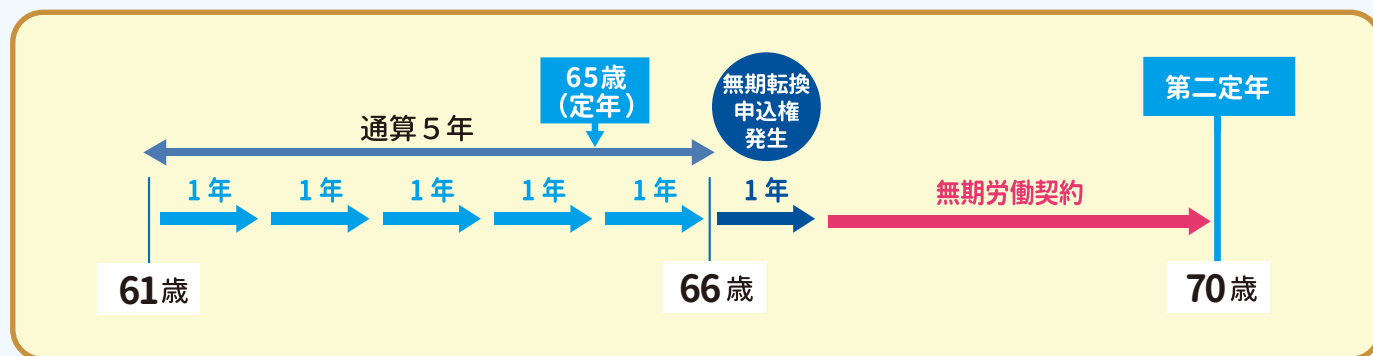 65歳
（定年）
無期転換
申込権
発生
第二定年
通算５年
1年
1年
1年
1年
1年
1年
無期労働契約
61歳
66歳
70歳